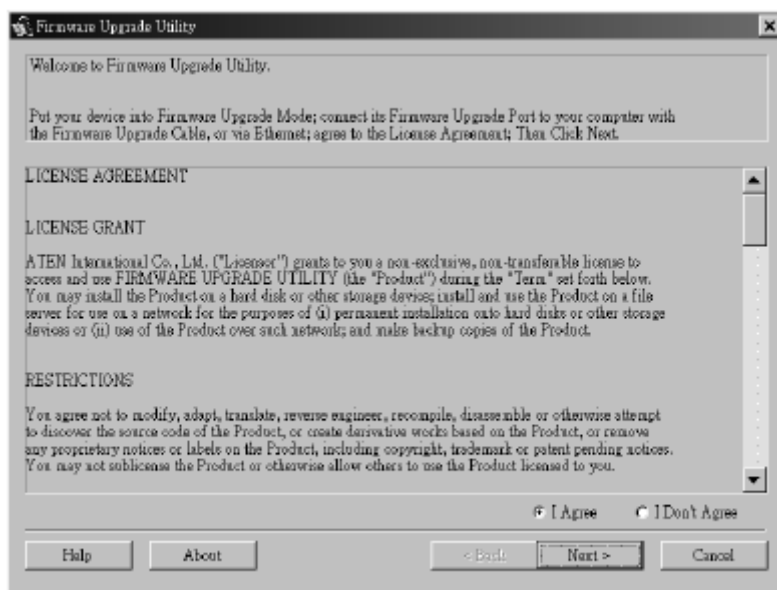 Firmware Upgrade Utility
Welcome to Firmware Upgrade Utility.
Put your device into Firmware Upgrade Mode; connect its Firmware Upgrade Port to your computer with
the Firmware Upgrade Cable, or via Ethernet; agree to the License Agreement; Then Click Next.
LICENSE AGREEMENT
LICENSE GRANT
ATEN International Co., Ltd. ("Licensor") grants to you a non-exclusive, non-transferable license to
access and use FIRMWARE UPGRADE UTILITY (the "Product") during the "Term" set forth below.
You may install the Product on a hard disk or other storage device; install and use the Product on a file
server for use on a network for the purposes of (i) permanent installation onto hard disks or other storage
devices or (ii) use of the Product over such network; and make backup copies of the Product.
RESTRICTIONS
You agree not to modify, adapt, translate, reverse engineer, recompile, disassemble or otherwise attempt
to discover the source code of the Product, or create derivative works based on the Product, or remove
any proprietary notices or labels on the Product, including copyright, trademark or patent pending notices.
You may not sublicense the Product or otherwise allow others to use the Product licensed to you.
I Agree
I Don't Agree
Help
About
< Back
Next >
Cancel